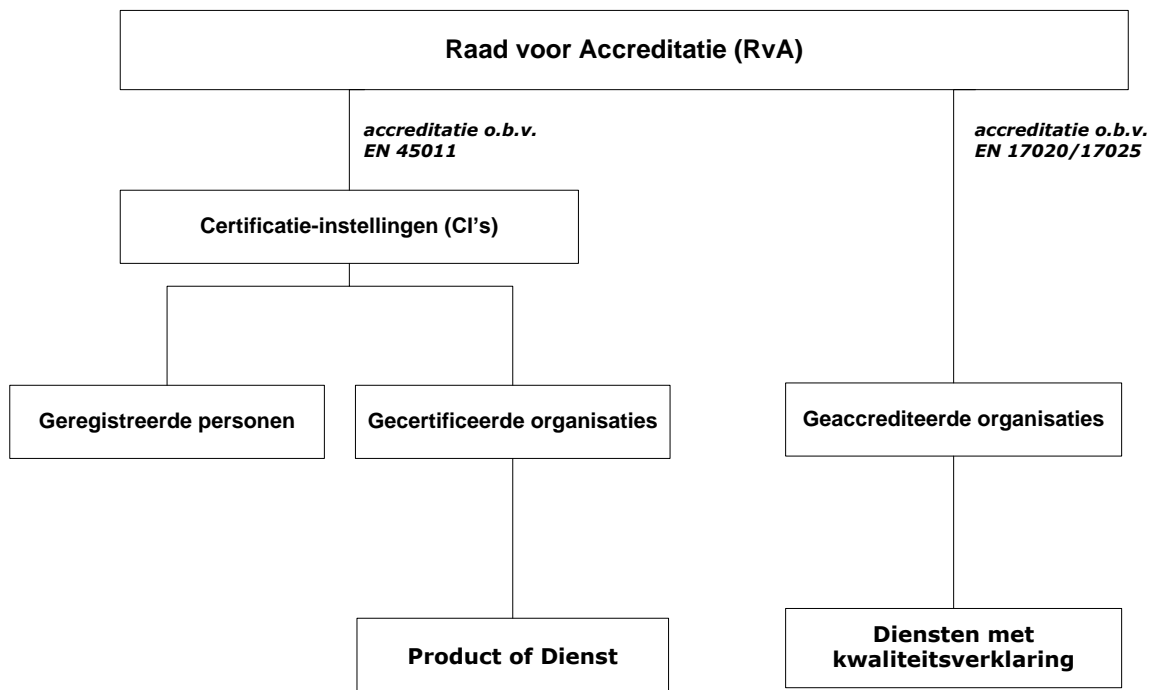 Raad voor Accreditatie (RvA)
accreditatie o.b.v.
EN 45011
accreditatie o.b.v.
EN 17020/17025
Certificatie-instellingen (CI's)
Geregistreerde personen
Gecertificeerde organisaties
Geaccrediteerde organisaties
Product of Dienst
Diensten met
kwaliteitsverklaring